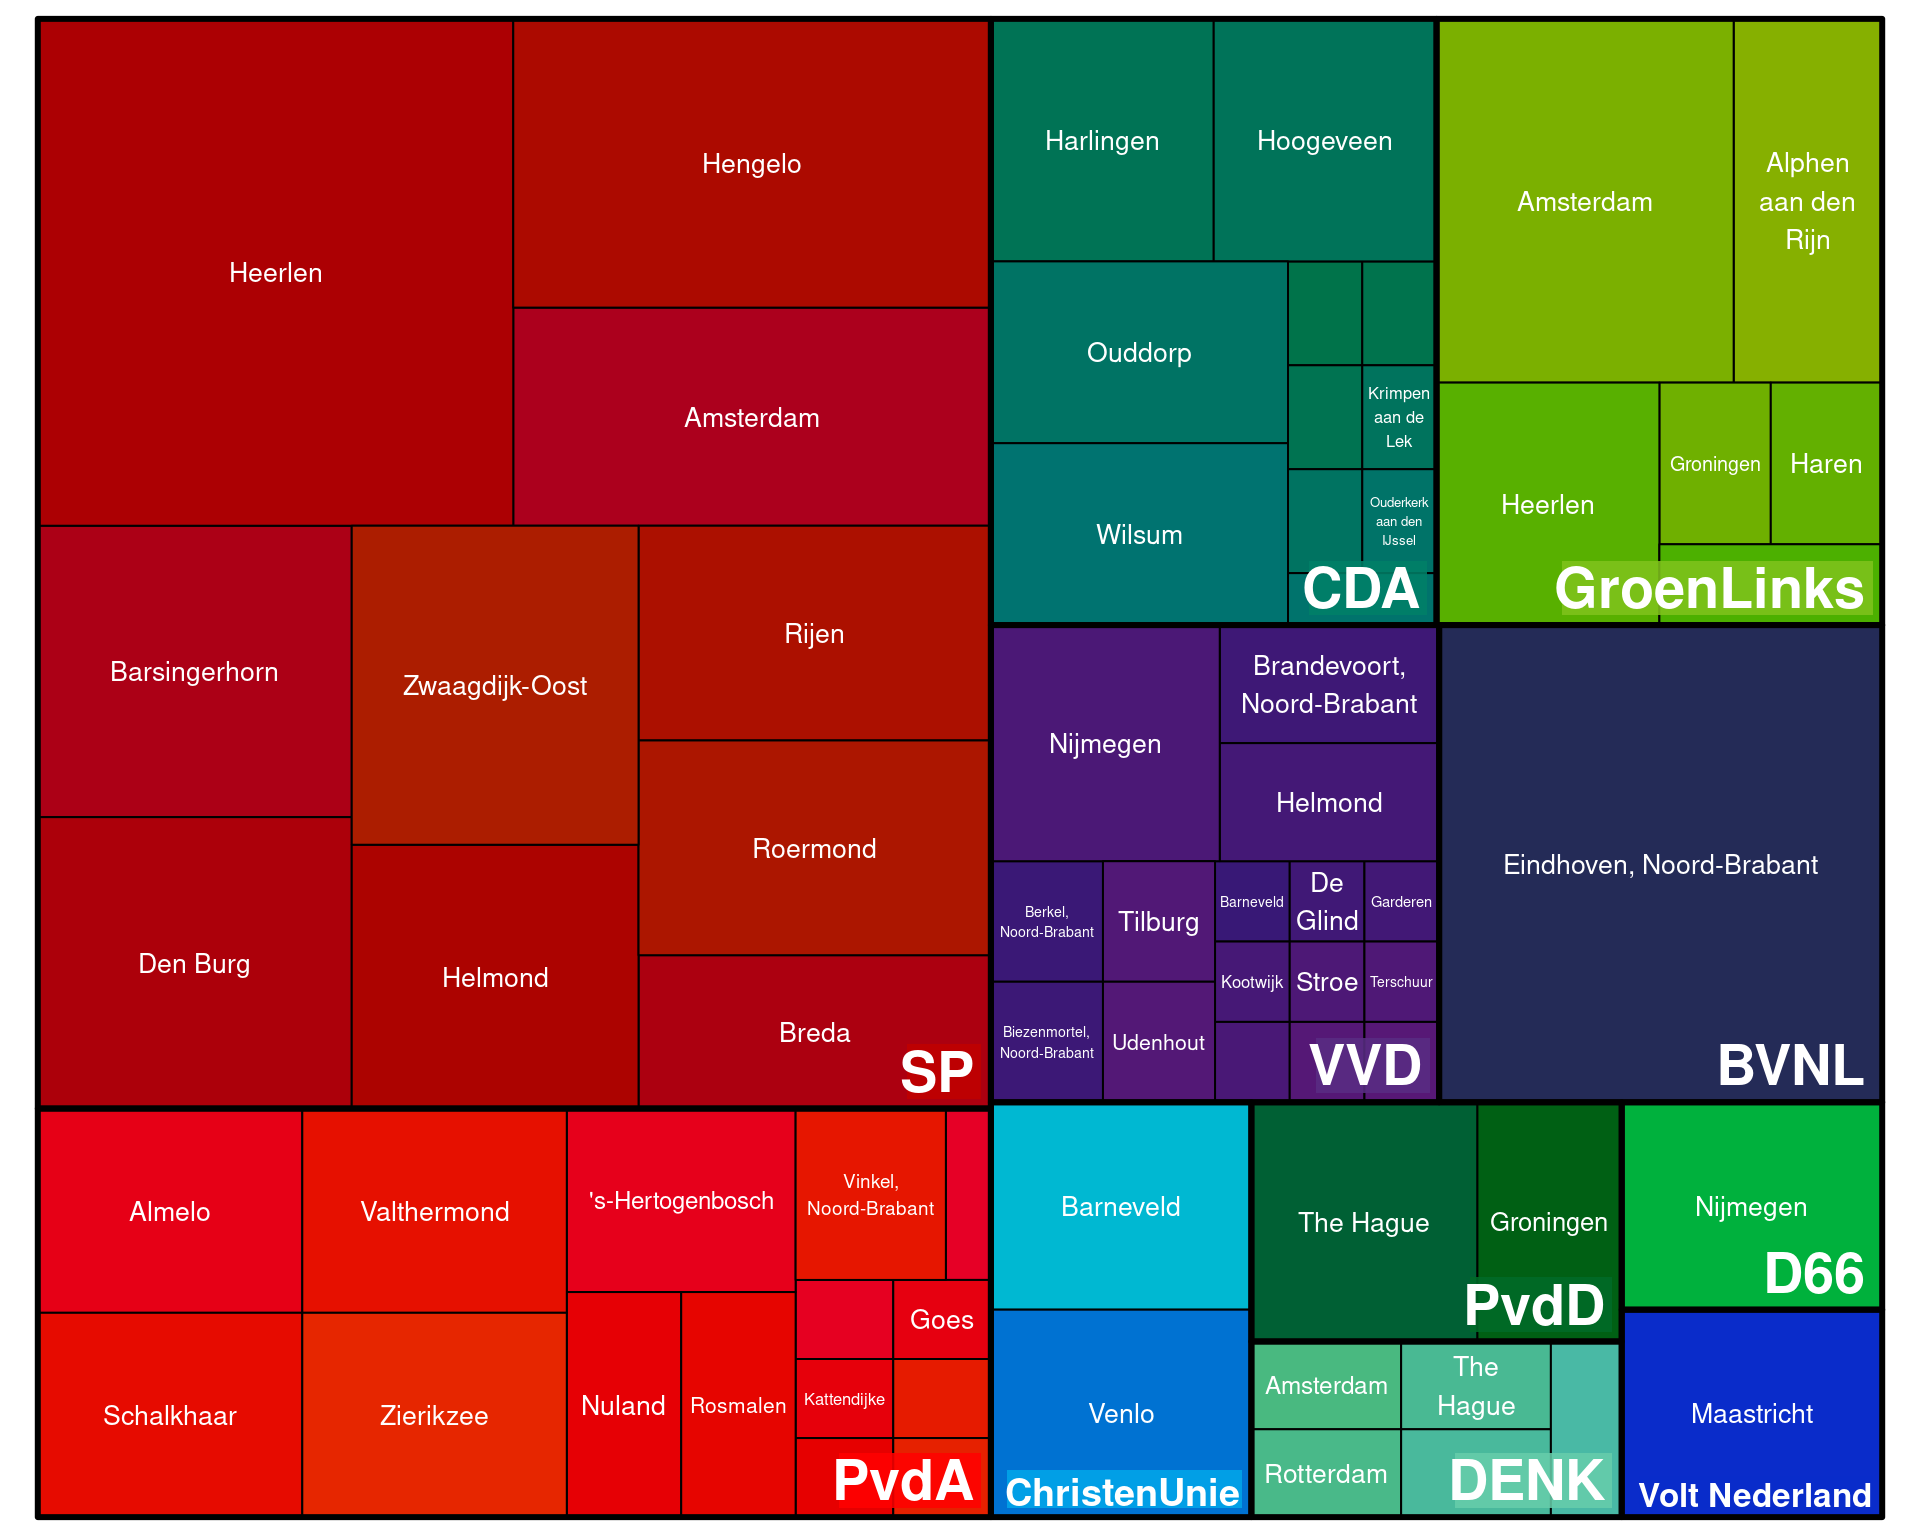 Heerlen
Hengelo
Amsterdam
Barsingerhorn
Zwaagdijk-Oost
Rijen
Roermond
Den Burg
Helmond
Breda
SP
Harlingen
Hoogeveen
Ouddorp
Wilsum
Krimpen
aan de
Lek
Ouderkerk
aan den
IJssel
CDA
Amsterdam
Alphen
aan den
Rijn
Heerlen
Groningen
Haren
GroenLinks
Nijmegen
Brandevoort,
Noord-Brabant
Helmond
Berkel,
Noord-Brabant
Tilburg
Barneveld
De
Glind
Garderen
Kootwijk
Stroe
Terschuur
Biezenmortel,
Noord-Brabant
Udenhout
VVD
Eindhoven, Noord-Brabant
BVNL
Almelo
Valthermond
's-Hertogenbosch
Vinkel,
Noord-Brabant
Schalkhaar
Zierikzee
Nuland
Rosmalen
Goes
Kattendijke
PvdA
Barneveld
Venlo
ChristenUnie
The Hague
Groningen
PvdD
Amsterdam
The
Hague
Rotterdam
DENK
Nijmegen
D66
Maastricht
Volt Nederland